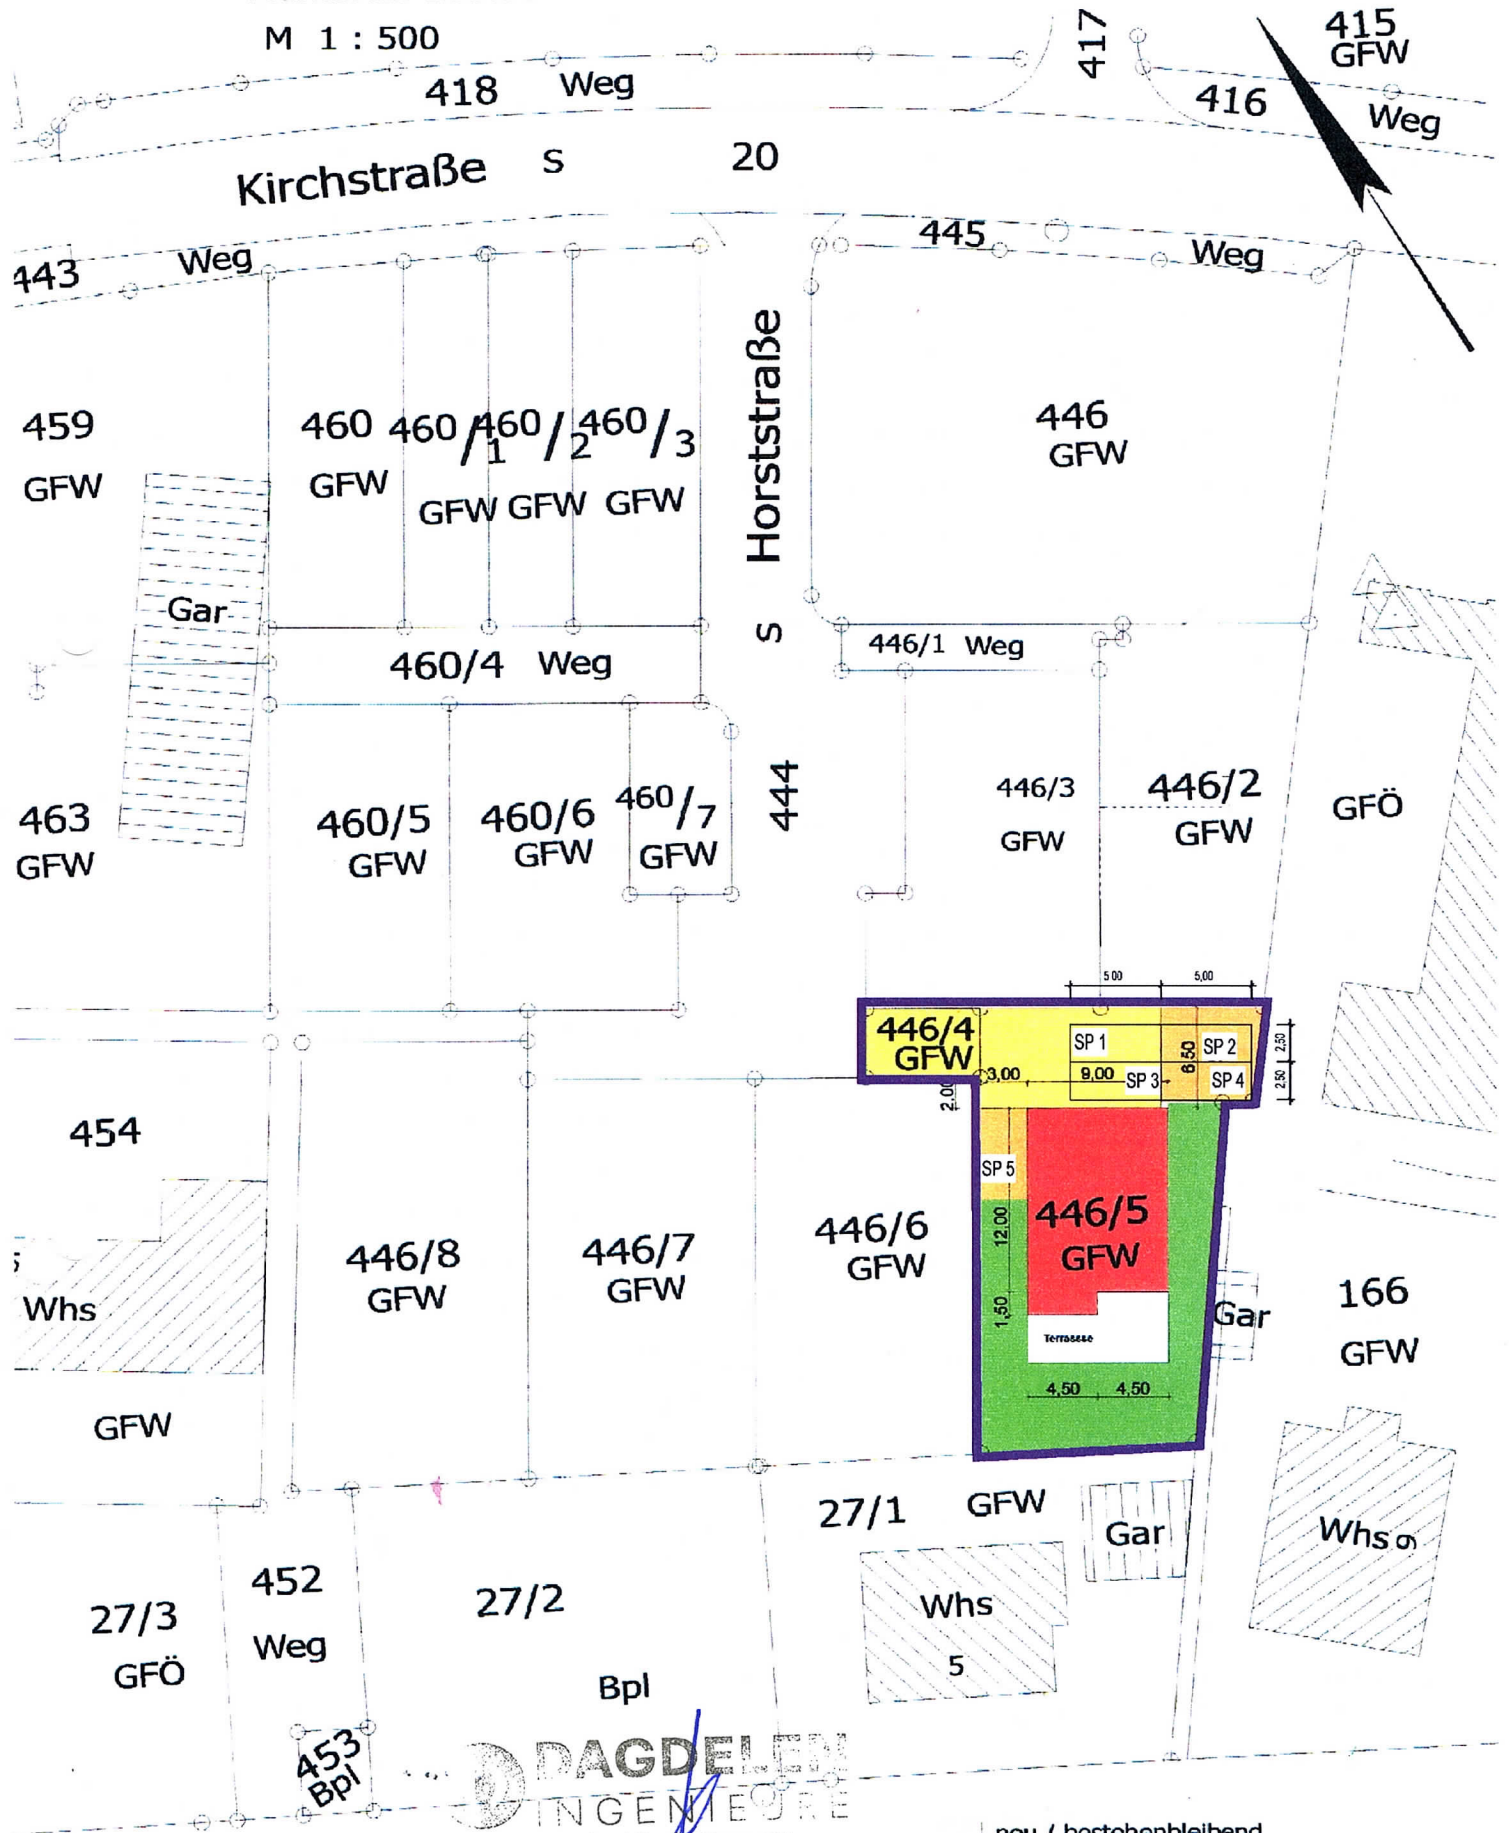 M 1 : 500
415
GFW
417
418 Weg
416
Weg
Kirchstraße S 20
443
Weg
445
Weg
459
GFW
460
GFW
460/1
GFW
460/2
GFW
460/3
GFW
Horststraße
S
446
GFW
Gar
460/4 Weg
446/1 Weg
463
GFW
460/5
GFW
460/6
GFW
460/7
GFW
444
446/3
GFW
446/2
GFW
GFÖ
5 00
5,00
446/4
GFW
SP 1
SP 2
2,50
3,00
9,00
SP 3
6,50
SP 4
2,50
2.00
454
SP 5
446/8
GFW
446/7
GFW
446/6
GFW
12,00
446/5
GFW
Whs
1,50
Terrassse
Gar
166
GFW
4,50
4,50
GFW
27/1 GFW
Gar
Whs 9
Whs
5
27/3
GFÖ
452
Weg
27/2
Bpl
453
Bpl
DAGDELEN
INGENIEURE
neu / bestehenbleibend